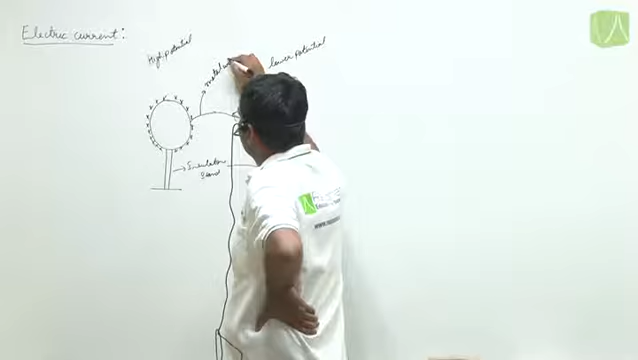 Electric current:
High potential
lower potential
metal
Insulator
Stand